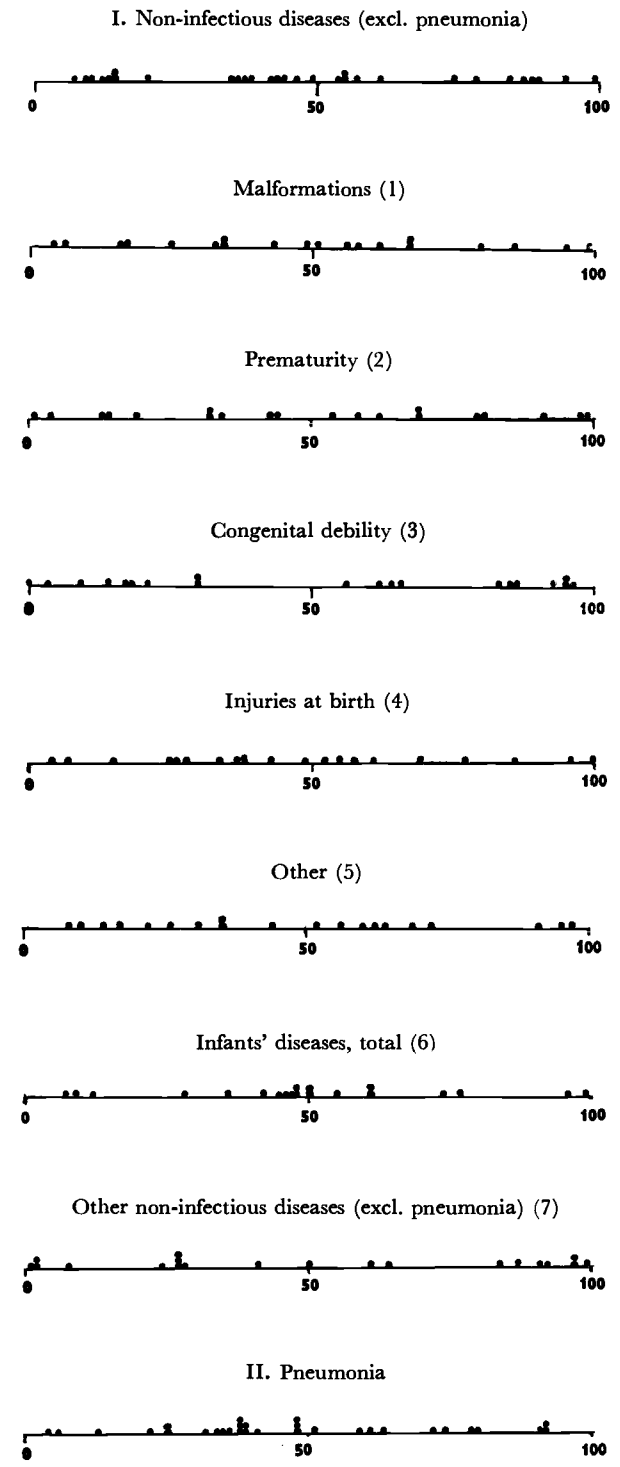 I. Non-infectious diseases (excl. pneumonia)
0 50 100
Malformations (1)
0 50 100
Prematurity (2)
0 50 100
Congenital debility (3)
0 50 100
Injuries at birth (4)
0 50 100
Other (5)
0 50 100
Infants' diseases, total (6)
0 50 100
Other non-infectious diseases (excl. pneumonia) (7)
0 50 100
II. Pneumonia
0 50 100